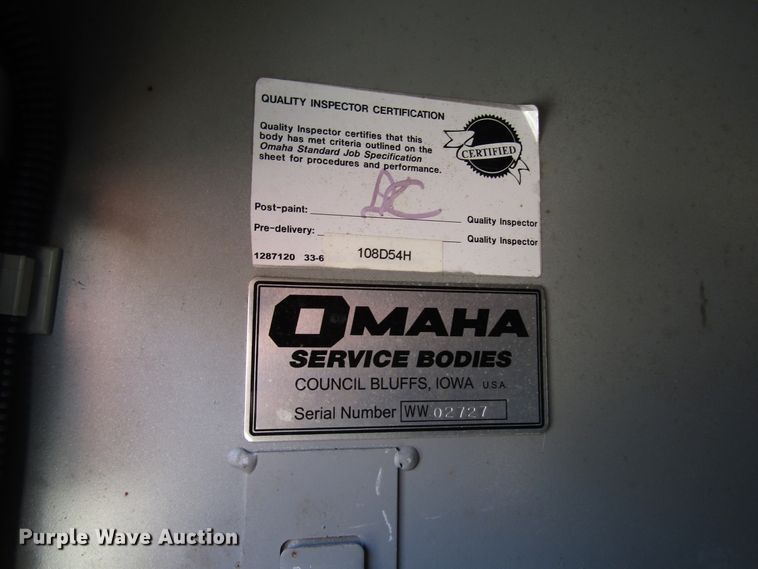 QUALITY INSPECTOR CERTIFICATION
Quality Inspector certifies that this
body has met criteria outlined on the
Omaha Standard Job Specification
sheet for procedures and performance.
CERTIFIED
Post-paint: Quality Inspector
Pre-delivery: Quality Inspector
1287120 33-6 108D54H
OMAHA
SERVICE BODIES
COUNCIL BLUFFS, IOWA U.S.A.
Serial Number WW 02727
Purple Wave Auction